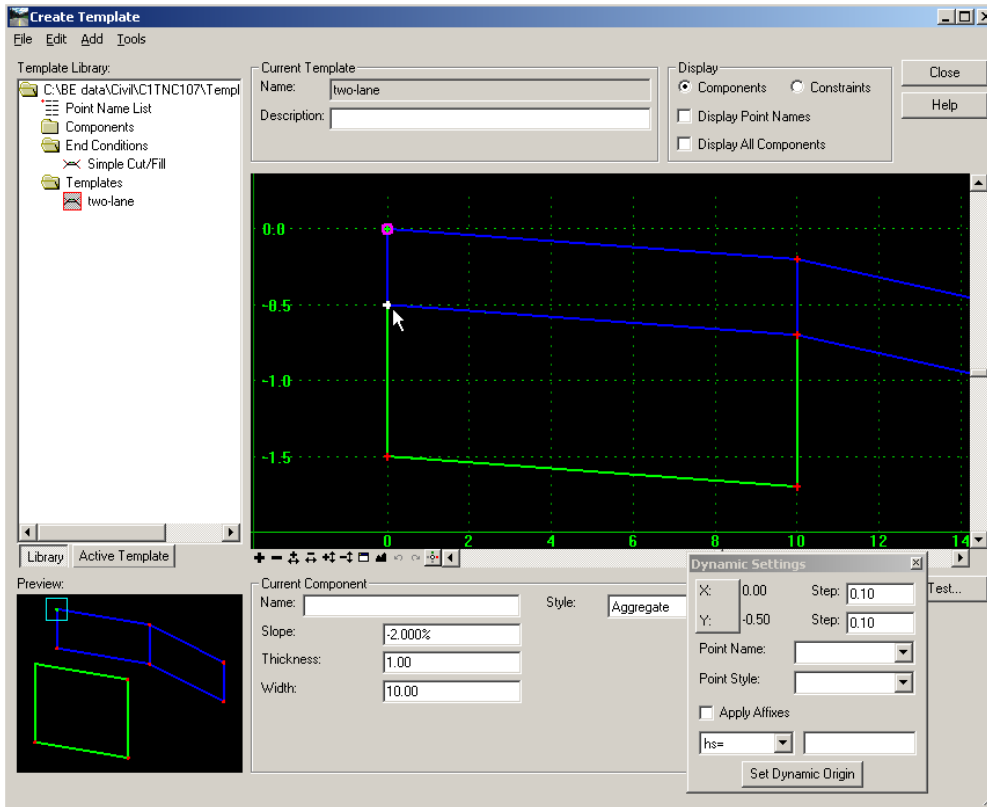 Create Template
File Edit Add Tools
Template Library:
C:\BE data\Civil\C1TNC107\Templ
Point Name List
Components
End Conditions
Simple Cut/Fill
Templates
two-lane
Library Active Template
Preview:
Current Template
Name: two-lane
Description:
Display
Components Constraints
Display Point Names
Display All Components
Close
Help
0:0
-0:5
-1:0
-1:5
0 2 4 6 8 10 12 14
Current Component
Name:
Slope: -2.000%
Thickness: 1.00
Width: 10.00
Style: Aggregate
Test...
Dynamic Settings
X: 0.00 Step: 0.10
Y: -0.50 Step: 0.10
Point Name:
Point Style:
Apply Affixes
hs=
Set Dynamic Origin